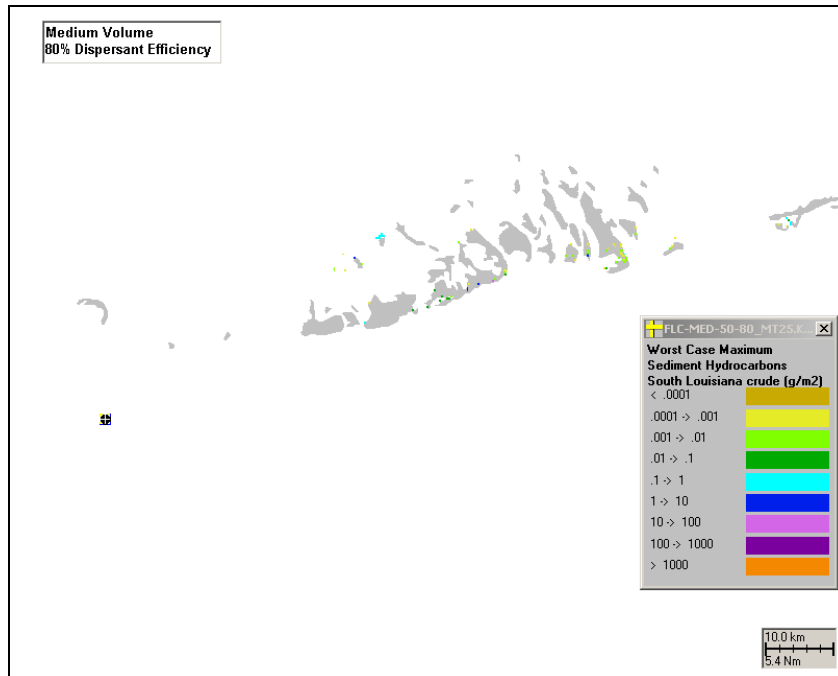 Medium Volume
80% Dispersant Efficiency
FLC-MED-50-80_MT25.K...
Worst Case Maximum
Sediment Hydrocarbons
South Louisiana crude (g/m2)
< .0001
.0001 -> .001
.001 -> .01
.01 -> .1
.1 -> 1
1 -> 10
10 -> 100
100 -> 1000
> 1000
10.0 km
5.4 Nm